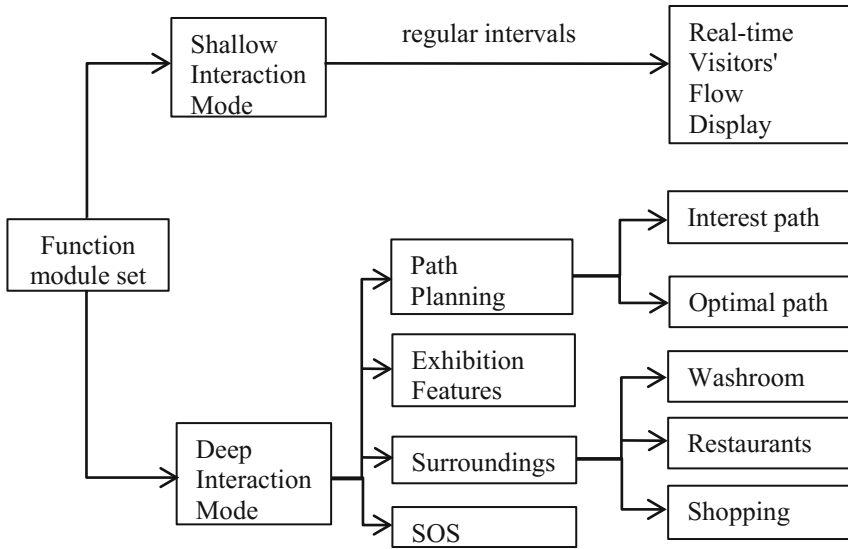 Shallow
Interaction
Mode
regular intervals
Real-time
Visitors'
Flow
Display
Function
module set
Path
Planning
Interest path
Optimal path
Exhibition
Features
Deep
Interaction
Mode
Surroundings
Washroom
Restaurants
Shopping
SOS